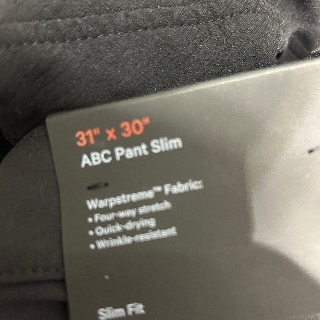 31" x 30"
ABC Pant Slim
Warpstreme™ Fabric:
• Four-way stretch
• Quick-drying
• Wrinkle-resistant
Slim Fit